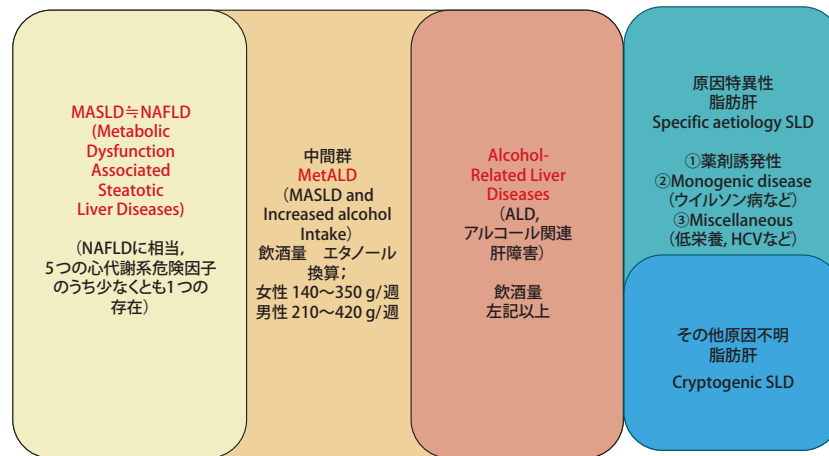 MASLD≒NAFLD
(Metabolic
Dysfunction
Associated
Steatotic
Liver Diseases)
(NAFLDに相当,
5つの心代謝系危険因子
のうち少なくとも1つの
存在)
中間群
MetALD
(MASLD and
Increased alcohol
Intake)
飲酒量　エタノール
換算;
女性 140〜350 g/週
男性 210〜420 g/週
Alcohol-
Related Liver
Diseases
(ALD,
アルコール関連
肝障害)
飲酒量
左記以上
原因特異性
脂肪肝
Specific aetiology SLD
①薬剤誘発性
②Monogenic disease
(ウイルソン病など)
③Miscellaneous
(低栄養, HCVなど)
その他原因不明
脂肪肝
Cryptogenic SLD